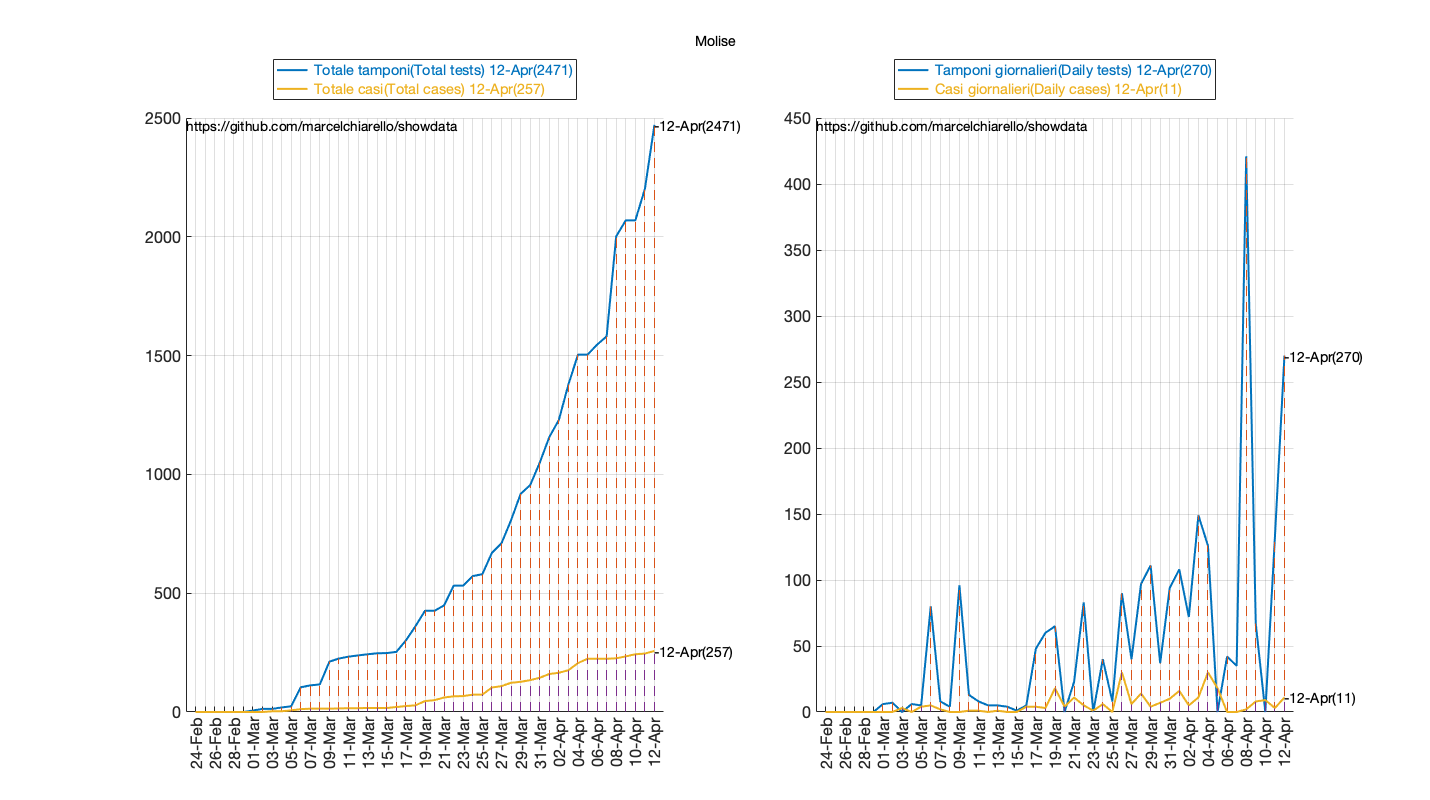 Molise
Totale tamponi(Total tests) 12-Apr(2471)
Totale casi(Total cases) 12-Apr(257)
2500
2000
1500
1000
500
0
https://github.com/marcelchiarello/showdata
12-Apr(2471)
12-Apr(257)
24-Feb
26-Feb
28-Feb
01-Mar
03-Mar
05-Mar
07-Mar
09-Mar
11-Mar
13-Mar
15-Mar
17-Mar
19-Mar
21-Mar
23-Mar
25-Mar
27-Mar
29-Mar
31-Mar
02-Apr
04-Apr
06-Apr
08-Apr
10-Apr
12-Apr
Tamponi giornalieri(Daily tests) 12-Apr(270)
Casi giornalieri(Daily cases) 12-Apr(11)
450
400
350
300
250
200
150
100
50
0
https://github.com/marcelchiarello/showdata
12-Apr(270)
12-Apr(11)
24-Feb
26-Feb
28-Feb
01-Mar
03-Mar
05-Mar
07-Mar
09-Mar
11-Mar
13-Mar
15-Mar
17-Mar
19-Mar
21-Mar
23-Mar
25-Mar
27-Mar
29-Mar
31-Mar
02-Apr
04-Apr
06-Apr
08-Apr
10-Apr
12-Apr